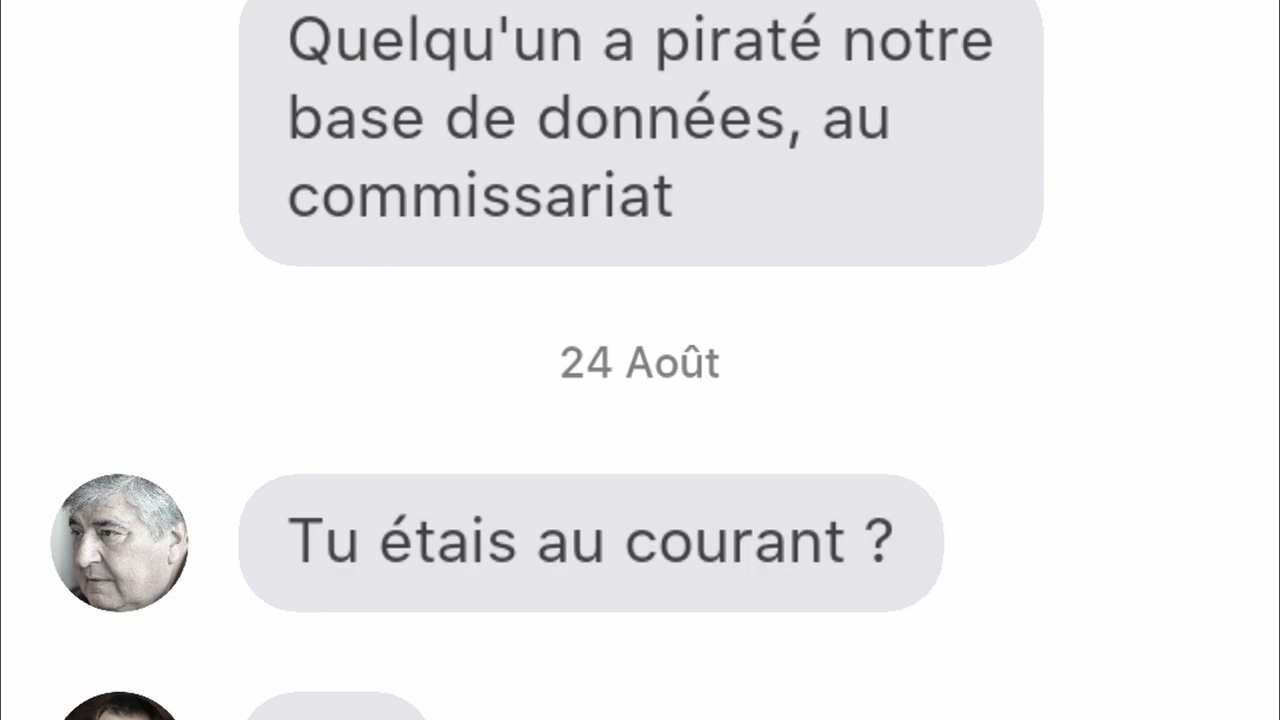 Quelqu'un a piraté notre
base de données, au
commissariat
24 Août
Tu étais au courant ?